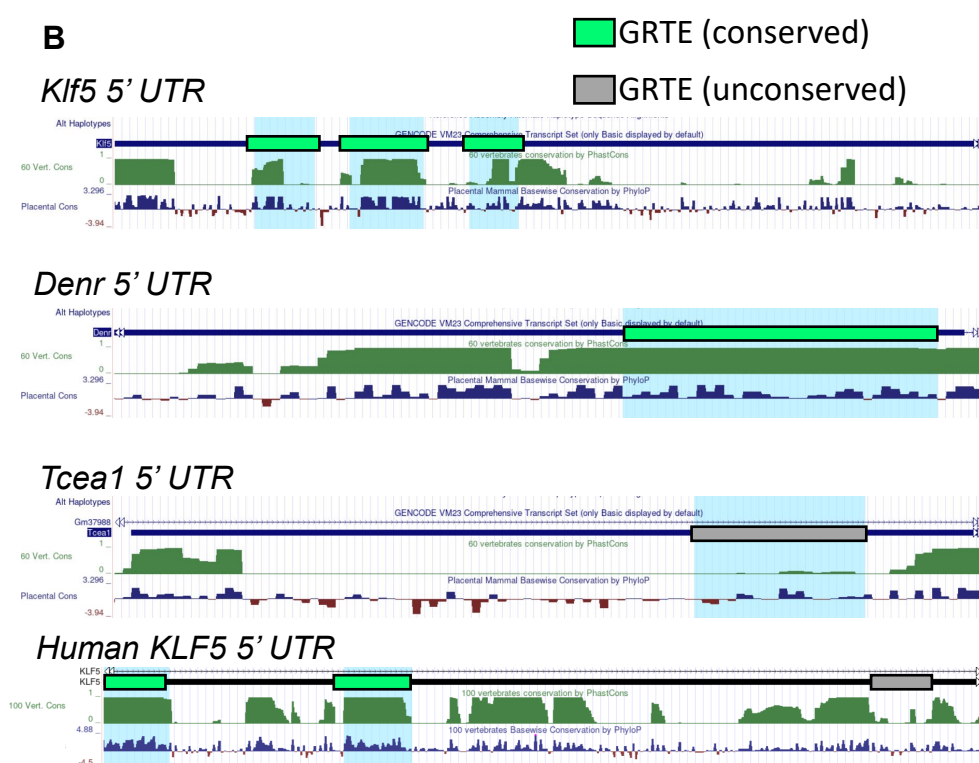 B
GRTE (conserved)
GRTE (unconserved)
Klf5 5’ UTR
Alt Haplotypes
GENCODE VM23 Comprehensive Transcript Set (only Basic displayed by default)
Klf5
60 vertebrates conservation by PhastCons
1 _
60 Vert. Cons
0 _
3.296 _
Placental Mammal Basewise Conservation by PhyloP
Placental Cons
-3.94 _
Denr 5’ UTR
Alt Haplotypes
GENCODE VM23 Comprehensive Transcript Set (only Basic displayed by default)
Denr
60 vertebrates conservation by PhastCons
1 _
60 Vert. Cons
0 _
3.296 _
Placental Mammal Basewise Conservation by PhyloP
Placental Cons
-3.94 _
Tcea1 5’ UTR
Alt Haplotypes
GENCODE VM23 Comprehensive Transcript Set (only Basic displayed by default)
Gm37988
Tcea1
60 vertebrates conservation by PhastCons
1 _
60 Vert. Cons
0 _
3.296 _
Placental Mammal Basewise Conservation by PhyloP
Placental Cons
-3.94 _
Human KLF5 5’ UTR
KLF5
KLF5
100 vertebrates conservation by PhastCons
1 _
100 Vert. Cons
0 _
4.88 _
100 vertebrates Basewise Conservation by PhyloP
-4.5